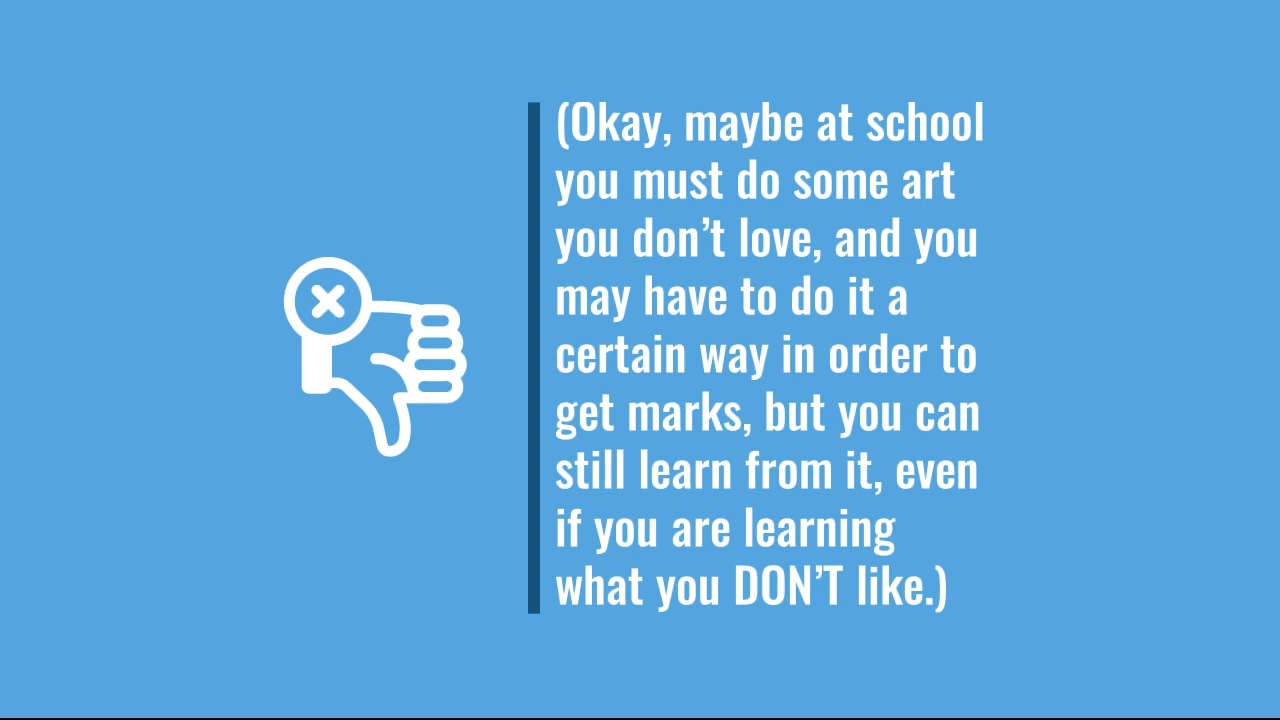 (Okay, maybe at school
you must do some art
you don’t love, and you
may have to do it a
certain way in order to
get marks, but you can
still learn from it, even
if you are learning
what you DON’T like.)